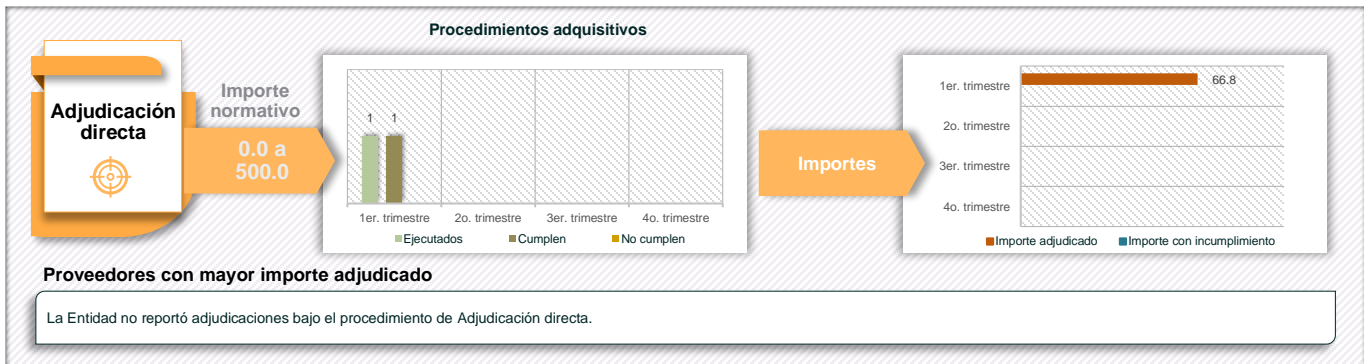 Procedimientos adquisitivos
Adjudicación
directa
Importe
normativo
0.0 a
500.0
1 1
1er. trimestre 2o. trimestre 3er. trimestre 4o. trimestre
Ejecutados Cumplen No cumplen
Importes
1er. trimestre 66.8
2o. trimestre
3er. trimestre
4o. trimestre
Importe adjudicado Importe con incumplimiento
Proveedores con mayor importe adjudicado
La Entidad no reportó adjudicaciones bajo el procedimiento de Adjudicación directa.